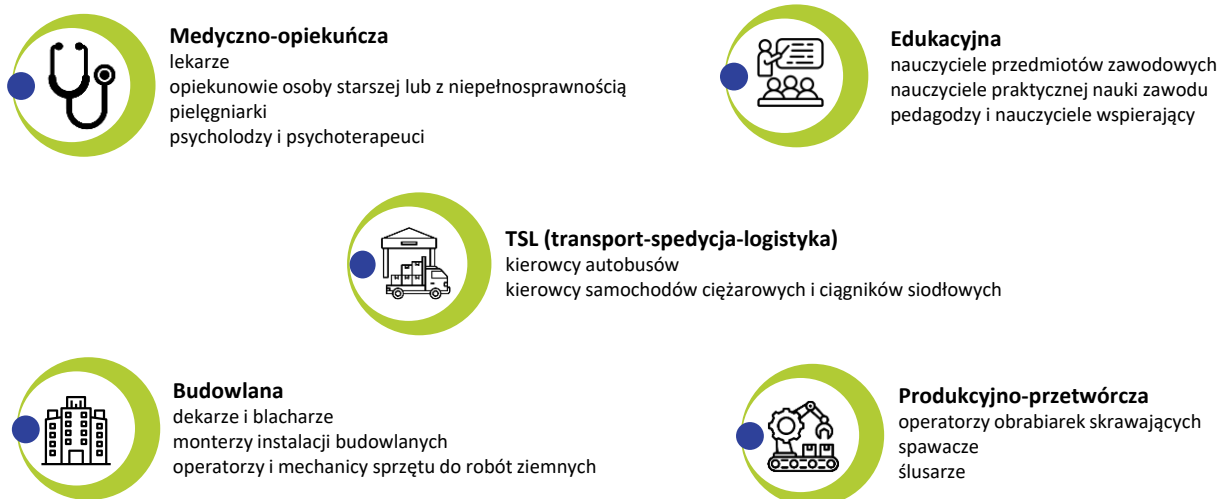 Medyczno-opiekuńcza
lekarze
opiekunowie osoby starszej lub z niepełnosprawnością
pielęgniarki
psycholodzy i psychoterapeuci
Edukacyjna
nauczyciele przedmiotów zawodowych
nauczyciele praktycznej nauki zawodu
pedagodzy i nauczyciele wspierający
TSL (transport-spedycja-logistyka)
kierowcy autobusów
kierowcy samochodów ciężarowych i ciągników siodłowych
Budowlana
dekarze i blacharze
monterzy instalacji budowlanych
operatorzy i mechanicy sprzętu do robót ziemnych
Produkcyjno-przetwórcza
operatorzy obrabiarek skrawających
spawacze
ślusarze